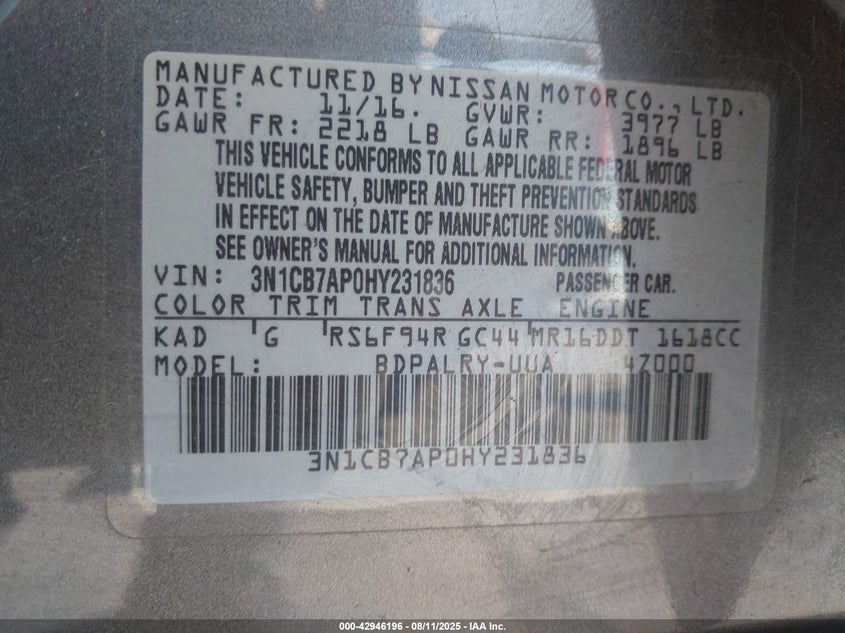 MANUFACTURED BY NISSAN MOTOR CO., LTD.
DATE: 11/16. GVWR: 3977 LB
GAWR FR: 2218 LB GAWR RR: 1896 LB
THIS VEHICLE CONFORMS TO ALL APPLICABLE FEDERAL MOTOR
VEHICLE SAFETY, BUMPER AND THEFT PREVENTION STANDARDS
IN EFFECT ON THE DATE OF MANUFACTURE SHOWN ABOVE.
SEE OWNER'S MANUAL FOR ADDITIONAL INFORMATION.
VIN: 3N1CB7AP0HY231836 PASSENGER CAR.
COLOR TRIM TRANS AXLE ENGINE
KAD G RS6F94R GC44 MR16DDT 1618CC
MODEL: BDPALRY-UUA 4Z000
3N1CB7AP0HY231836
000-42946196 - 08/11/2025 - IAA Inc.